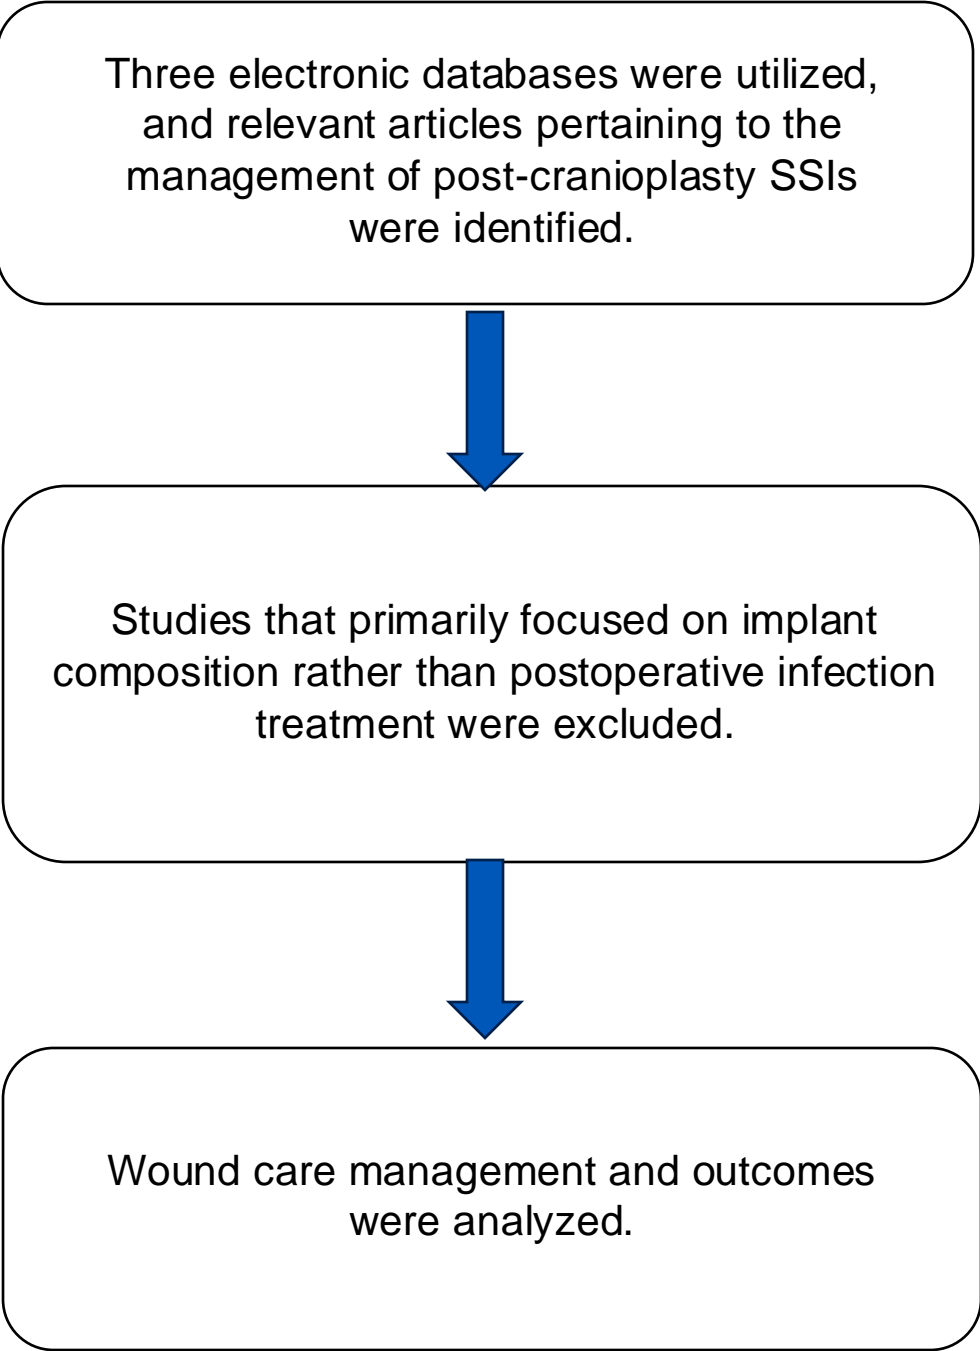 Three electronic databases were utilized,
and relevant articles pertaining to the
management of post-cranioplasty SSIs
were identified.
Studies that primarily focused on implant
composition rather than postoperative infection
treatment were excluded.
Wound care management and outcomes
were analyzed.